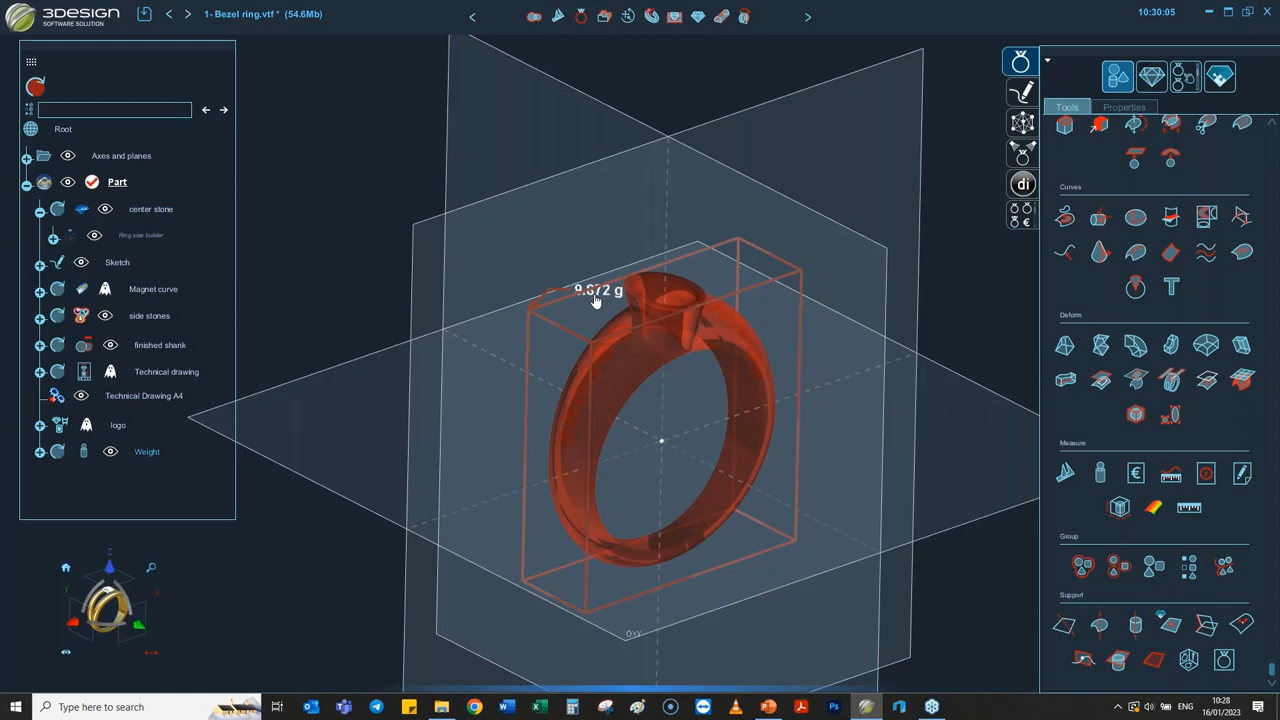 3DESIGN
SOFTWARE SOLUTION
1- Bezel ring.vtf * (54.6Mb)
10:30:05
Root
Axes and planes
Part
center stone
Ring size builder
Sketch
Magnet curve
side stones
finished shank
Technical drawing
Technical Drawing A4
logo
Weight
Z
Y
X
9.872 g
OXY
di
€
Tools
Properties
Curves
T
Deform
Measure
€
Group
Support
Type here to search
10:28
16/01/2023